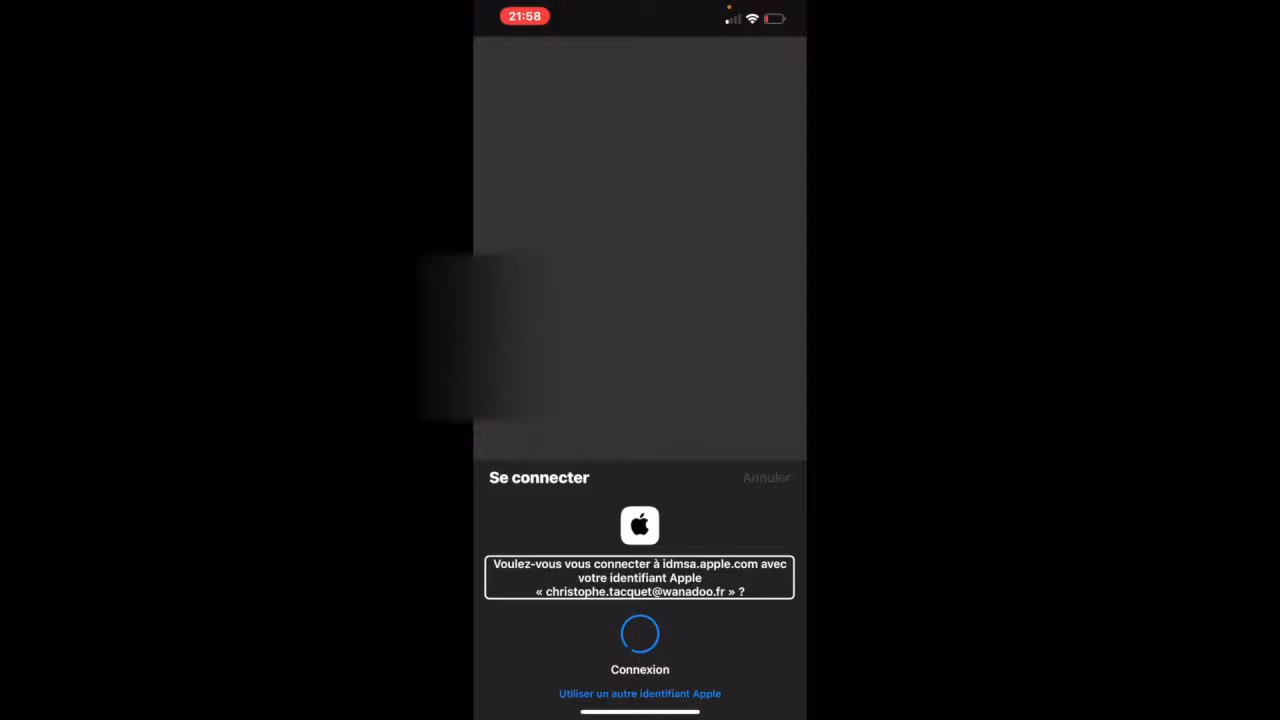 21:58
Se connecter
Annuler
Voulez-vous vous connecter à idmsa.apple.com avec
votre identifiant Apple
« christophe.tacquet@wanadoo.fr » ?
Connexion
Utiliser un autre identifiant Apple